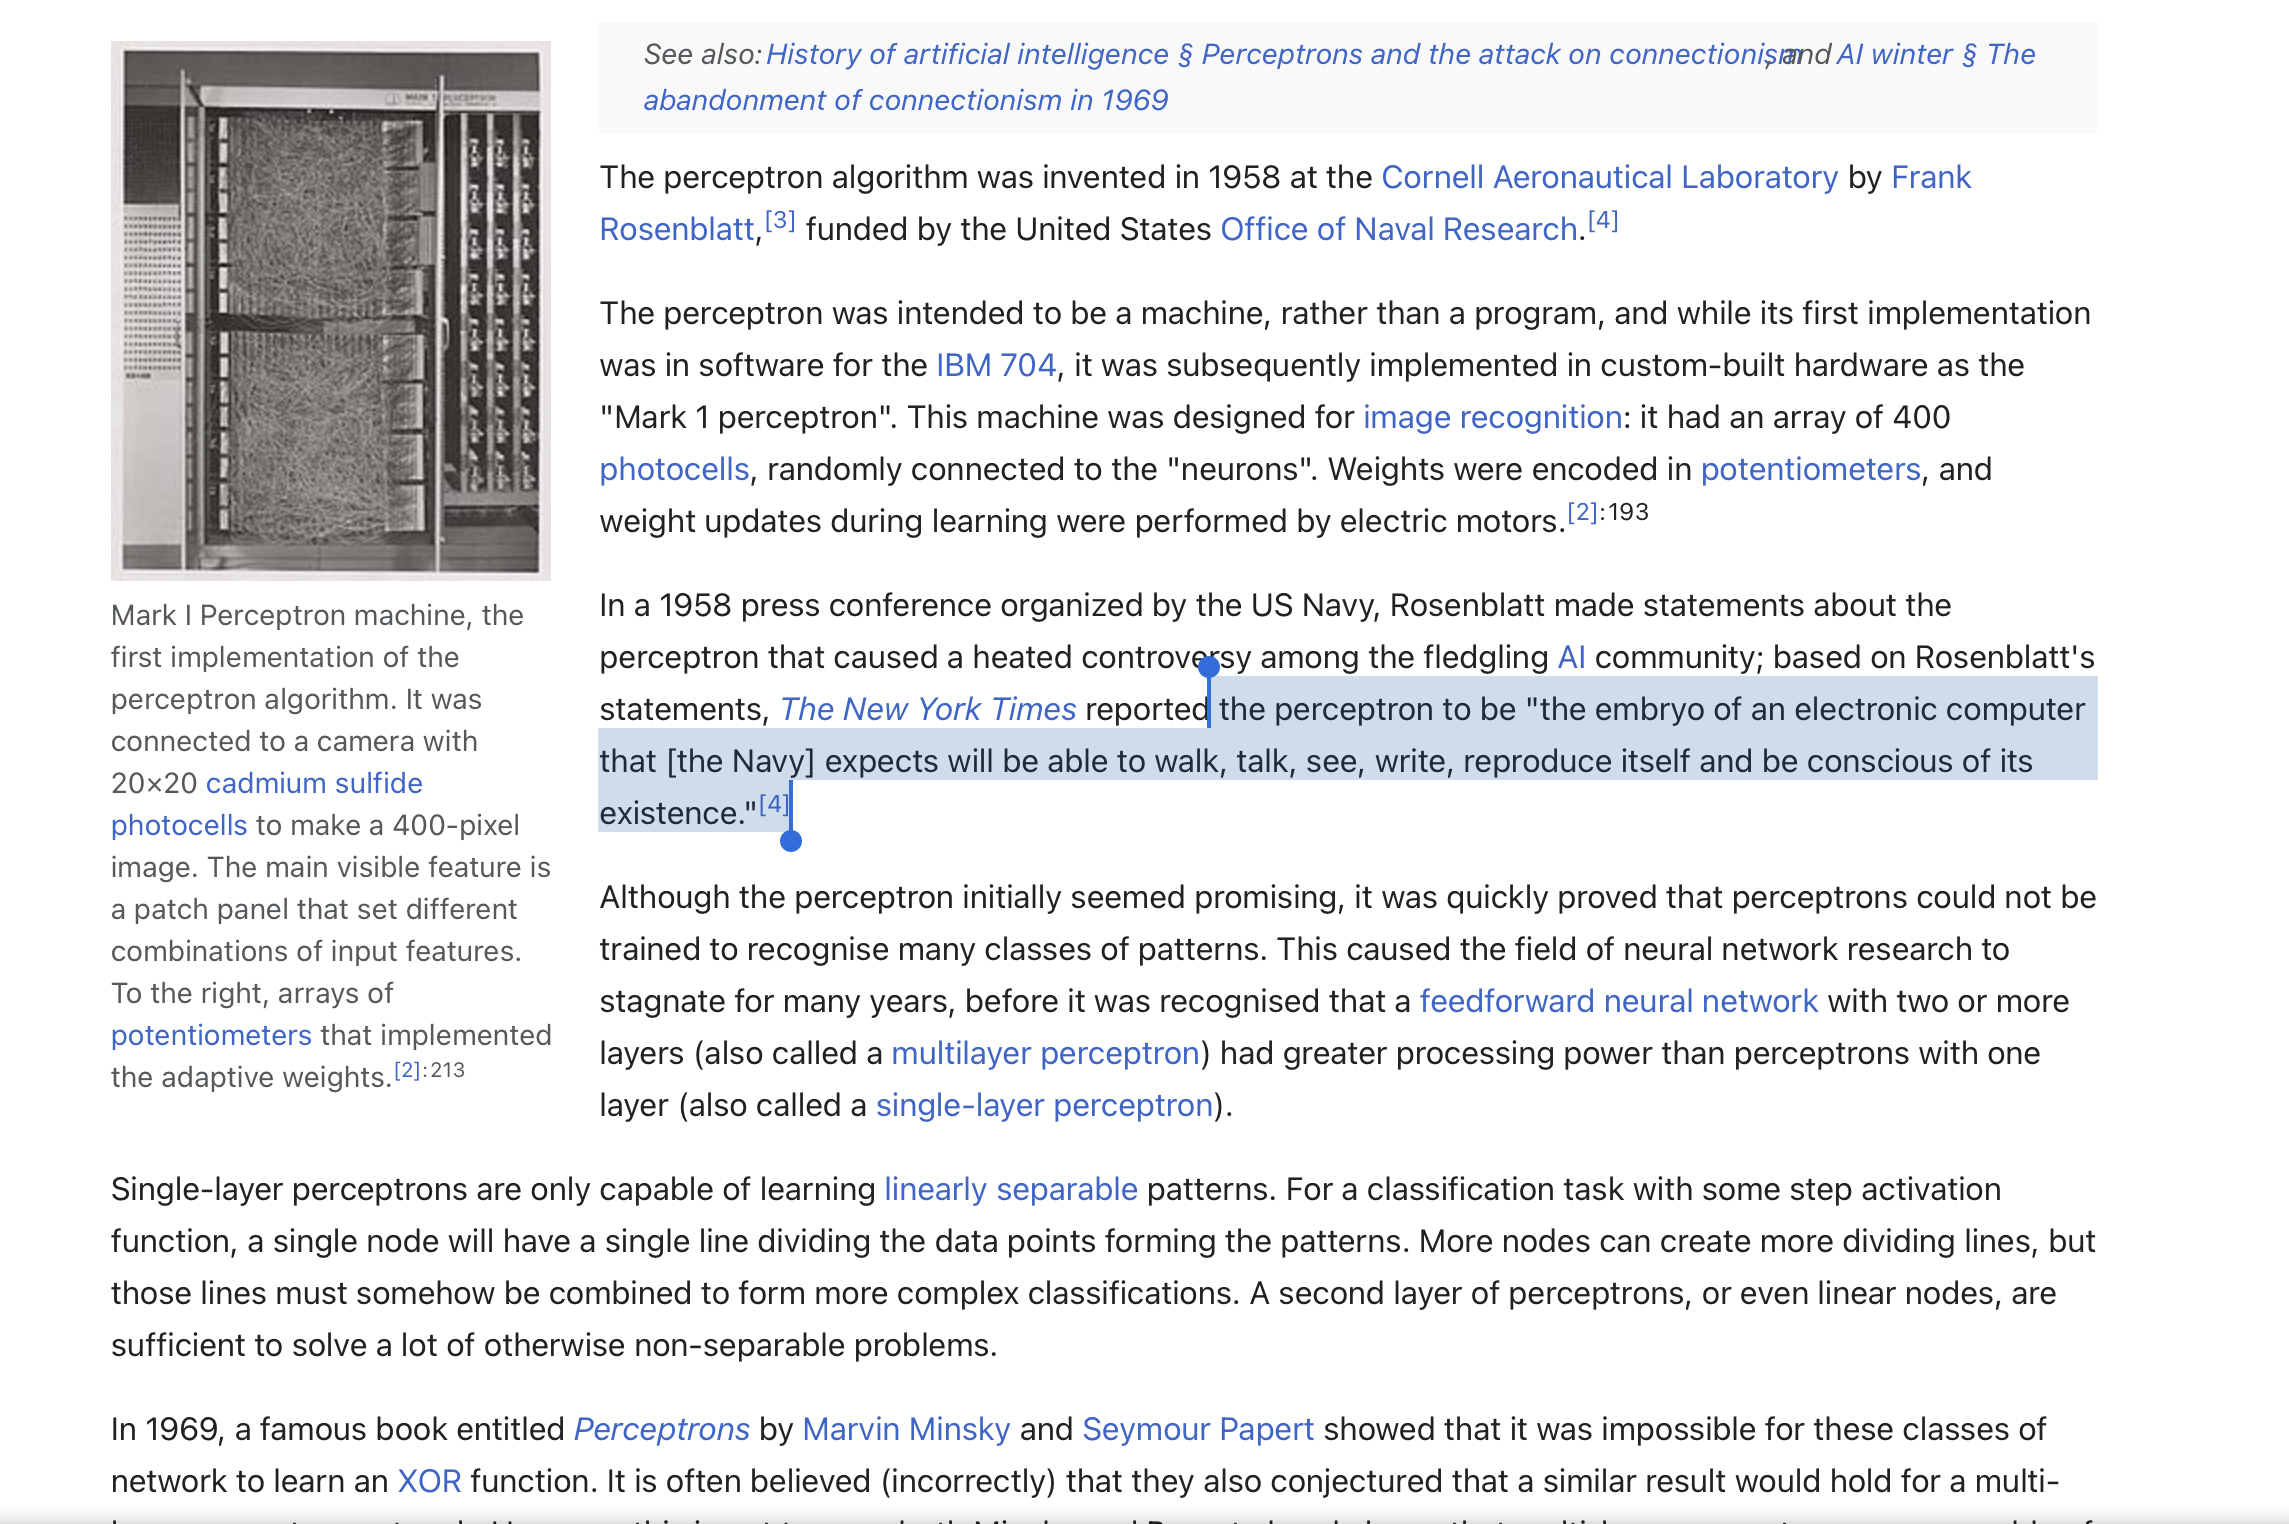 See also: History of artificial intelligence § Perceptrons and the attack on connectionism, and AI winter § The
abandonment of connectionism in 1969
MARK I PERCEPTRON
Mark I Perceptron machine, the
first implementation of the
perceptron algorithm. It was
connected to a camera with
20×20 cadmium sulfide
photocells to make a 400-pixel
image. The main visible feature is
a patch panel that set different
combinations of input features.
To the right, arrays of
potentiometers that implemented
the adaptive weights.[2]:213
The perceptron algorithm was invented in 1958 at the Cornell Aeronautical Laboratory by Frank
Rosenblatt,[3] funded by the United States Office of Naval Research.[4]
The perceptron was intended to be a machine, rather than a program, and while its first implementation
was in software for the IBM 704, it was subsequently implemented in custom-built hardware as the
"Mark 1 perceptron". This machine was designed for image recognition: it had an array of 400
photocells, randomly connected to the "neurons". Weights were encoded in potentiometers, and
weight updates during learning were performed by electric motors.[2]:193
In a 1958 press conference organized by the US Navy, Rosenblatt made statements about the
perceptron that caused a heated controversy among the fledgling AI community; based on Rosenblatt's
statements, The New York Times reported the perceptron to be "the embryo of an electronic computer
that [the Navy] expects will be able to walk, talk, see, write, reproduce itself and be conscious of its
existence."[4]
Although the perceptron initially seemed promising, it was quickly proved that perceptrons could not be
trained to recognise many classes of patterns. This caused the field of neural network research to
stagnate for many years, before it was recognised that a feedforward neural network with two or more
layers (also called a multilayer perceptron) had greater processing power than perceptrons with one
layer (also called a single-layer perceptron).
Single-layer perceptrons are only capable of learning linearly separable patterns. For a classification task with some step activation
function, a single node will have a single line dividing the data points forming the patterns. More nodes can create more dividing lines, but
those lines must somehow be combined to form more complex classifications. A second layer of perceptrons, or even linear nodes, are
sufficient to solve a lot of otherwise non-separable problems.
In 1969, a famous book entitled Perceptrons by Marvin Minsky and Seymour Papert showed that it was impossible for these classes of
network to learn an XOR function. It is often believed (incorrectly) that they also conjectured that a similar result would hold for a multi-